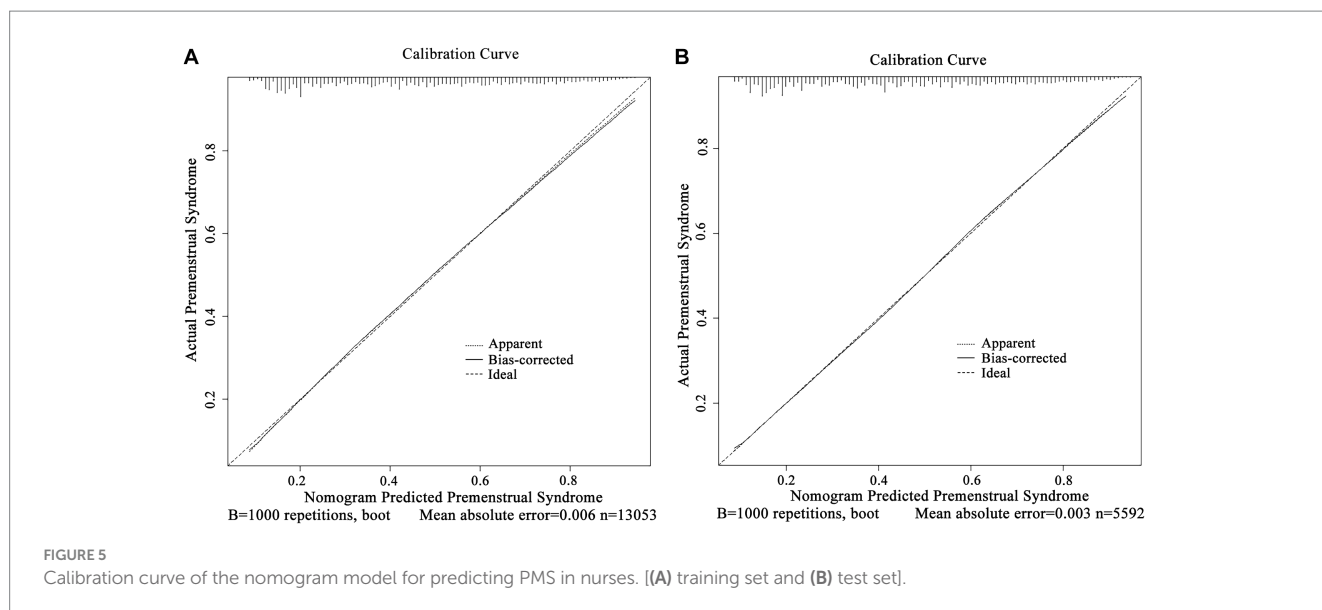 A
Calibration Curve
Actual Premenstrual Syndrome
0.8
0.6
0.4
0.2
Apparent
Bias-corrected
Ideal
0.2 0.4 0.6 0.8
Nomogram Predicted Premenstrual Syndrome
B=1000 repetitions, boot Mean absolute error=0.006 n=13053
B
Calibration Curve
Actual Premenstrual Syndrome
0.8
0.6
0.4
0.2
Apparent
Bias-corrected
Ideal
0.2 0.4 0.6 0.8
Nomogram Predicted Premenstrual Syndrome
B=1000 repetitions, boot Mean absolute error=0.003 n=5592
FIGURE 5
Calibration curve of the nomogram model for predicting PMS in nurses. [(A) training set and (B) test set].